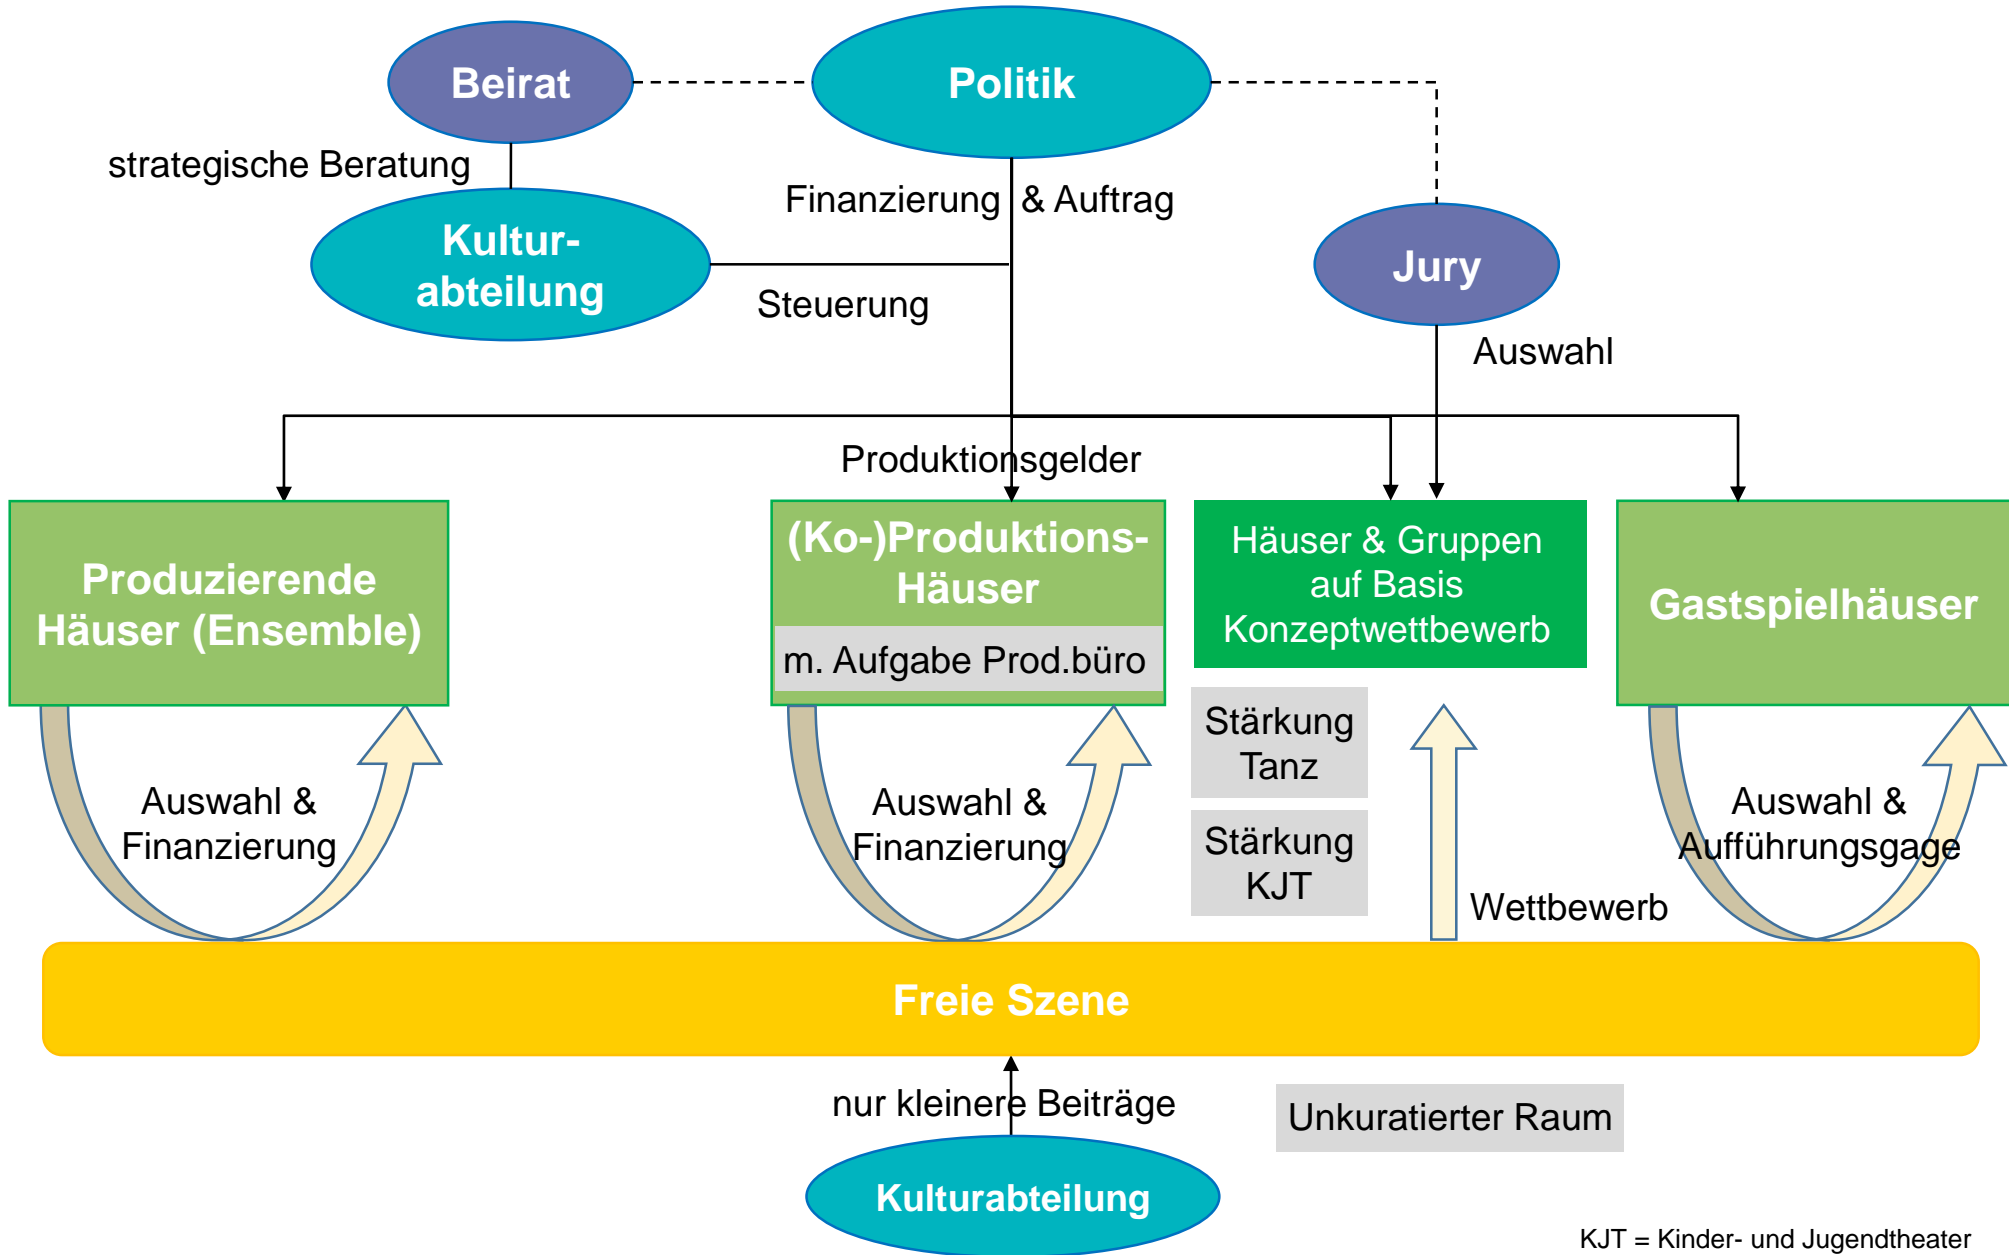 Beirat
Politik
strategische Beratung
Finanzierung & Auftrag
Kultur-
abteilung
Steuerung
Jury
Auswahl
Produktionsgelder
Produzierende
Häuser (Ensemble)
(Ko-)Produktions-
Häuser
m. Aufgabe Prod.büro
Häuser & Gruppen
auf Basis
Konzeptwettbewerb
Gastspielhäuser
Auswahl &
Finanzierung
Auswahl &
Finanzierung
Stärkung
Tanz
Stärkung
KJT
Wettbewerb
Auswahl &
Aufführungsgage
Freie Szene
nur kleinere Beiträge
Unkuratierter Raum
Kulturabteilung
KJT = Kinder- und Jugendtheater